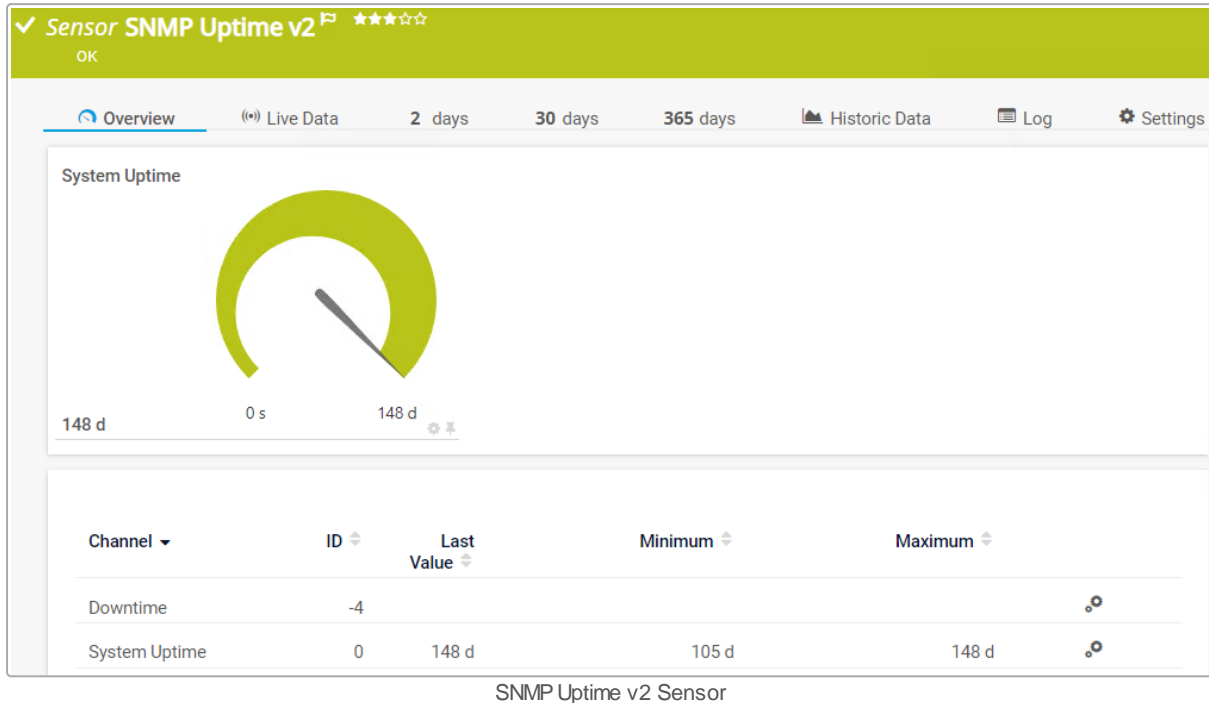 Sensor SNMP Uptime v2
OK
Overview Live Data 2 days 30 days 365 days Historic Data Log Settings
System Uptime
0 s 148 d
148 d
Channel ID Last Value Minimum Maximum
Downtime -4
System Uptime 0 148 d 105 d 148 d
SNMP Uptime v2 Sensor